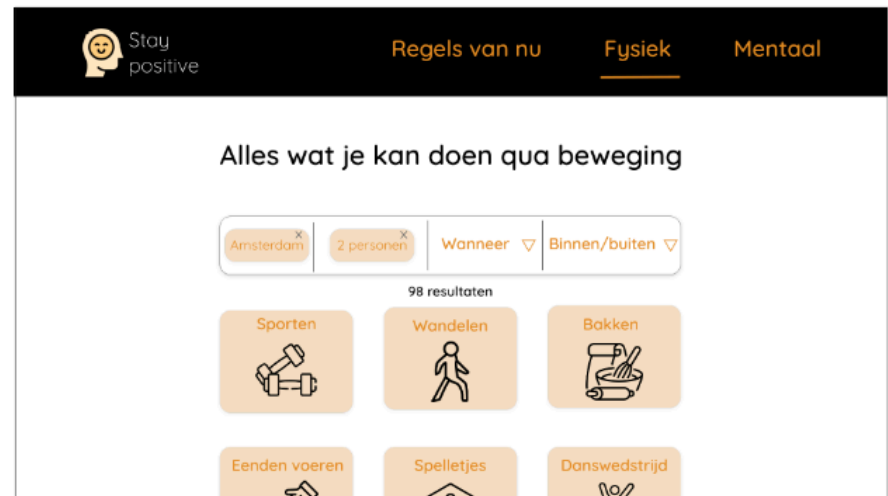 Stay
positive
Regels van nu Fysiek Mentaal
Alles wat je kan doen qua beweging
Amsterdam x 2 personen x Wanneer Binnen/buiten
98 resultaten
Sporten Wandelen Bakken
Eenden voeren Spelletjes Danswedstrijd